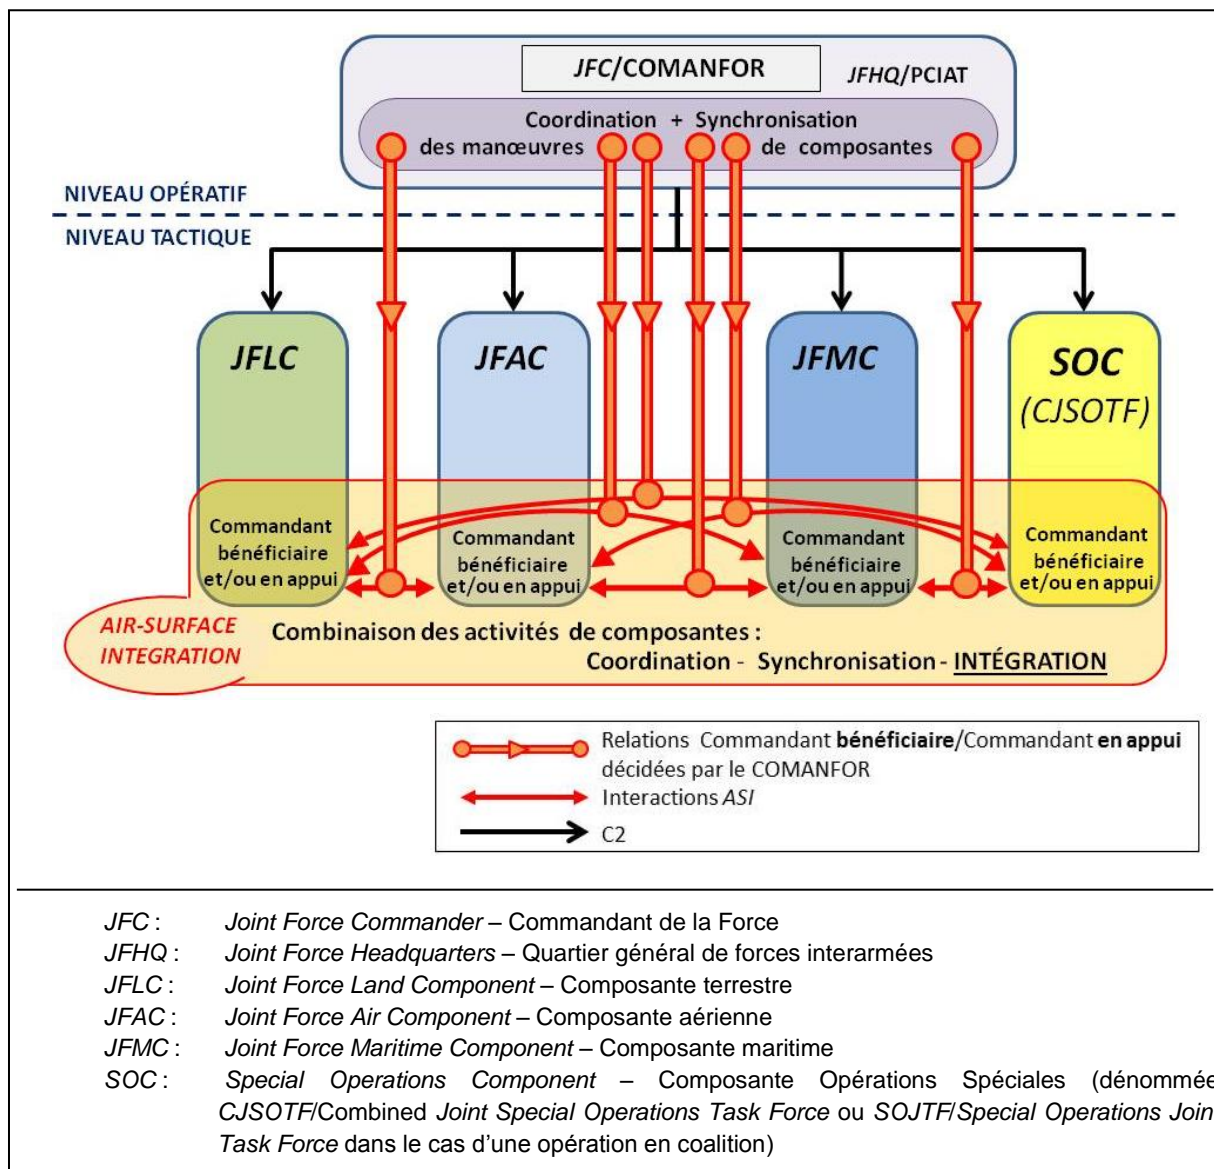 JFC/COMANFOR
JFHQ/PCIAT
Coordination + Synchronisation
des manœuvres de composantes
NIVEAU OPÉRATIF
NIVEAU TACTIQUE
JFLC
JFAC
JFMC
SOC
(CJSOTF)
Commandant
bénéficiaire
et/ou en appui
Commandant
bénéficiaire
et/ou en appui
Commandant
bénéficiaire
et/ou en appui
Commandant
bénéficiaire
et/ou en appui
AIR-SURFACE
INTEGRATION
Combinaison des activités de composantes :
Coordination - Synchronisation - INTÉGRATION
Relations Commandant bénéficiaire/Commandant en appui
décidées par le COMANFOR
Interactions ASI
C2
JFC : Joint Force Commander – Commandant de la Force
JFHQ : Joint Force Headquarters – Quartier général de forces interarmées
JFLC : Joint Force Land Component – Composante terrestre
JFAC : Joint Force Air Component – Composante aérienne
JFMC : Joint Force Maritime Component – Composante maritime
SOC : Special Operations Component – Composante Opérations Spéciales (dénommée
CJSOTF/Combined Joint Special Operations Task Force ou SOJTF/Special Operations Join
Task Force dans le cas d'une opération en coalition)